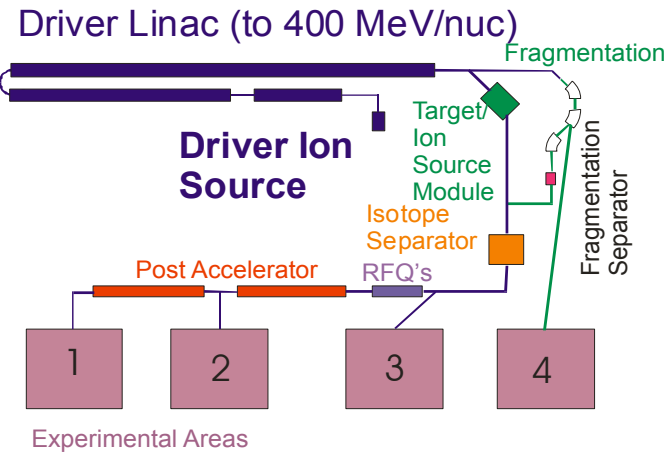 Driver Linac (to 400 MeV/nuc)
Fragmentation
Target/
Ion
Source
Module
Driver Ion
Source
Fragmentation
Separator
Isotope
Separator
Post Accelerator
RFQ's
1
2
3
4
Experimental Areas